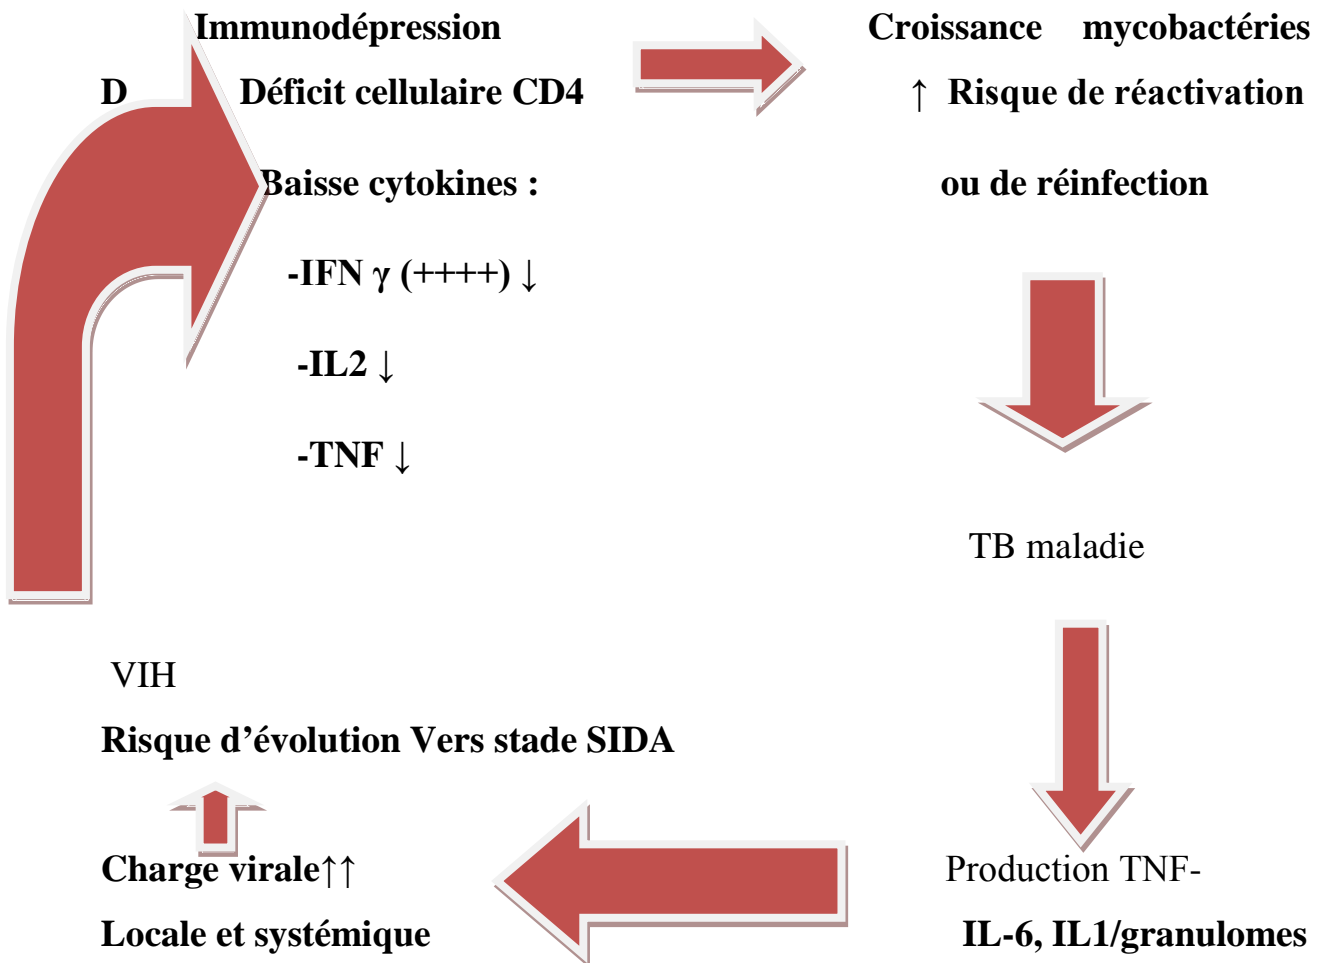 Immunodépression
D Déficit cellulaire CD4
Baisse cytokines :
-IFN γ (++++) ↓
-IL2 ↓
-TNF ↓
Croissance mycobactéries
↑ Risque de réactivation
ou de réinfection
TB maladie
Production TNF-
IL-6, IL1/granulomes
Charge virale↑↑
Locale et systémique
VIH
Risque d’évolution Vers stade SIDA